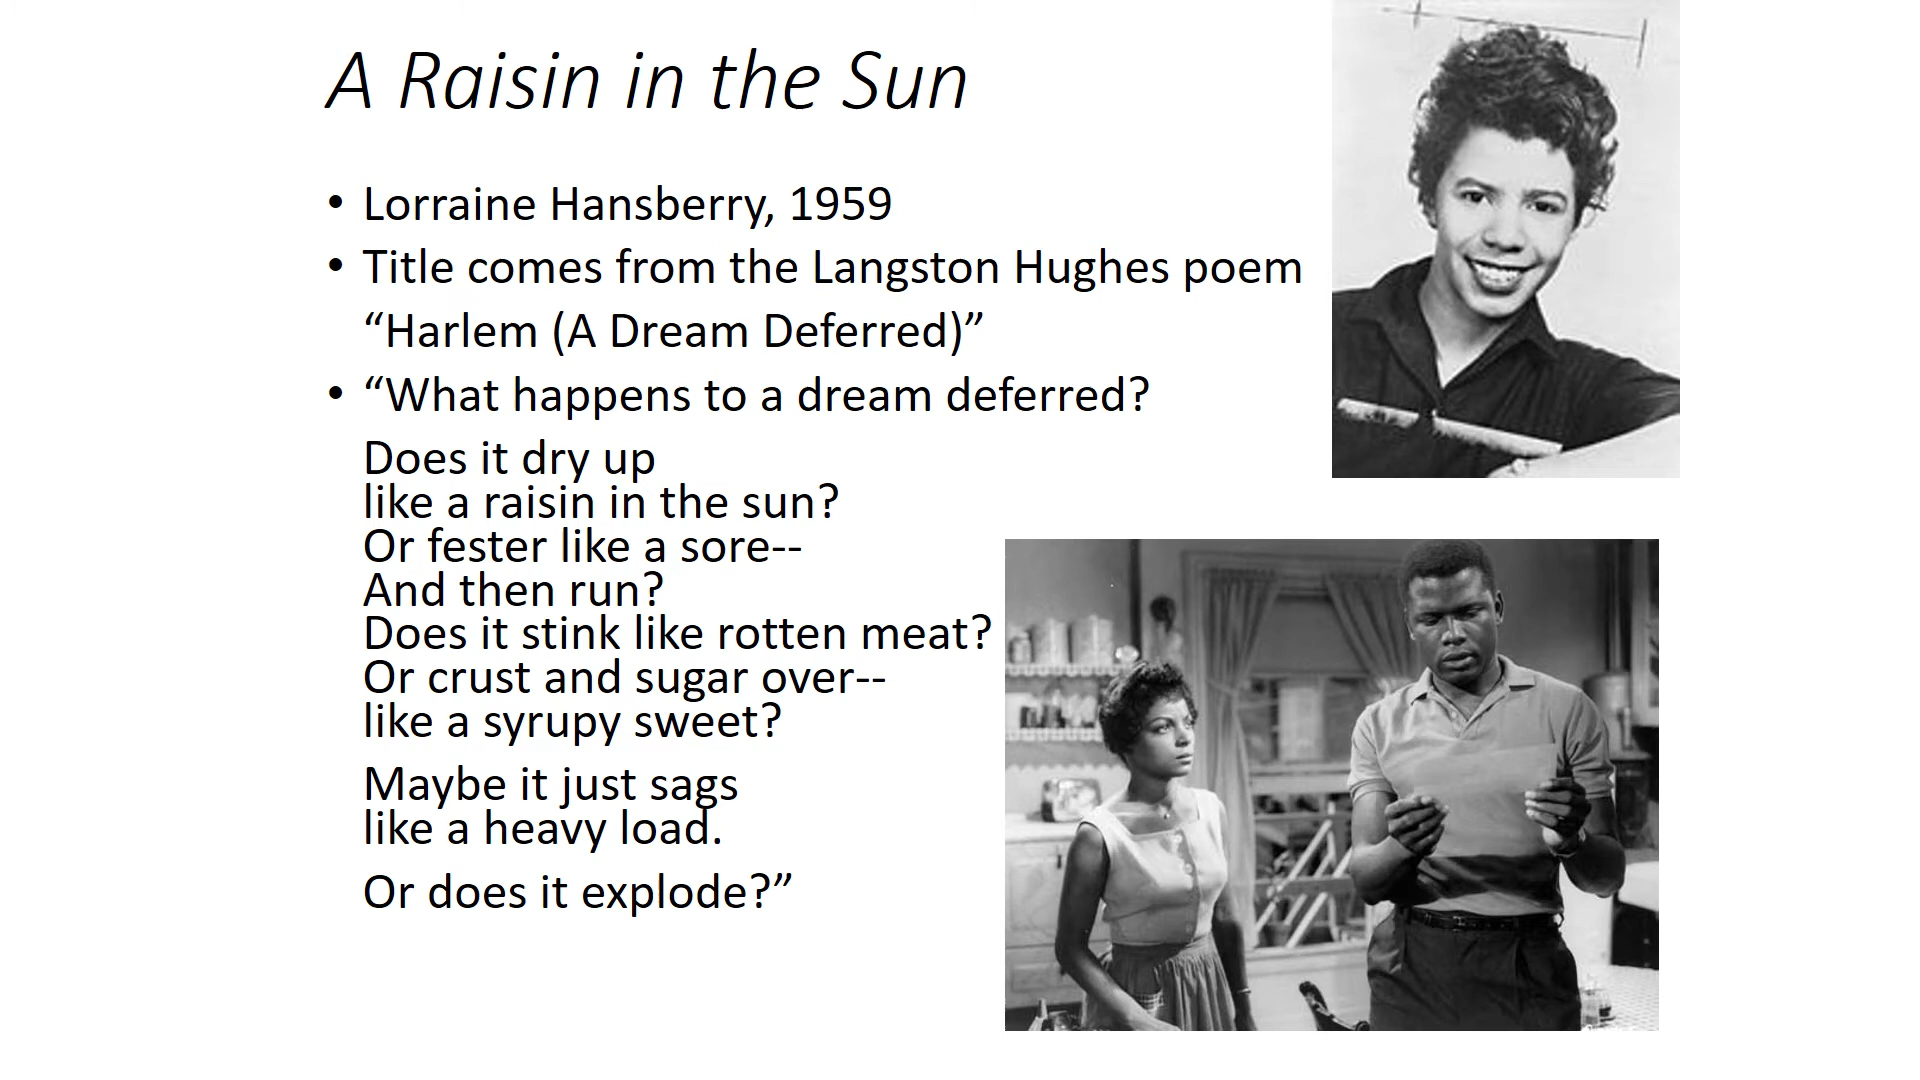 A Raisin in the Sun
• Lorraine Hansberry, 1959
• Title comes from the Langston Hughes poem
“Harlem (A Dream Deferred)”
• “What happens to a dream deferred?
Does it dry up
like a raisin in the sun?
Or fester like a sore--
And then run?
Does it stink like rotten meat?
Or crust and sugar over--
like a syrupy sweet?
Maybe it just sags
like a heavy load.
Or does it explode?”